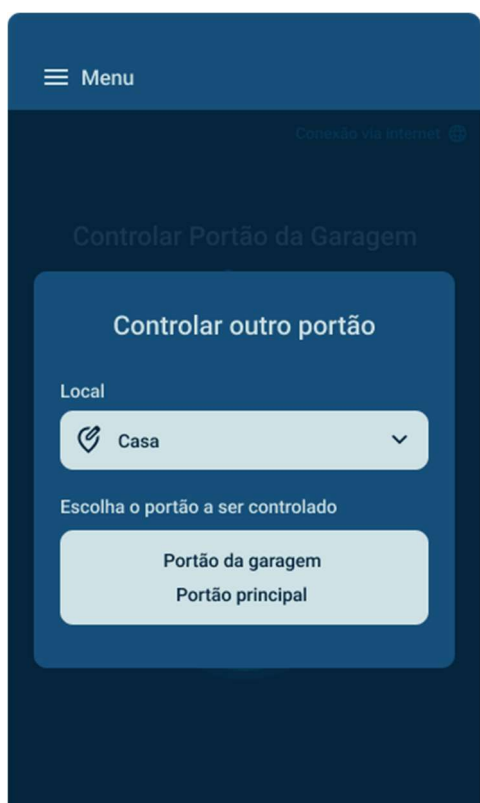 Menu
Conexão via internet
Controlar Portão da Garagem
Controlar outro portão
Local
Casa
Escolha o portão a ser controlado
Portão da garagem
Portão principal